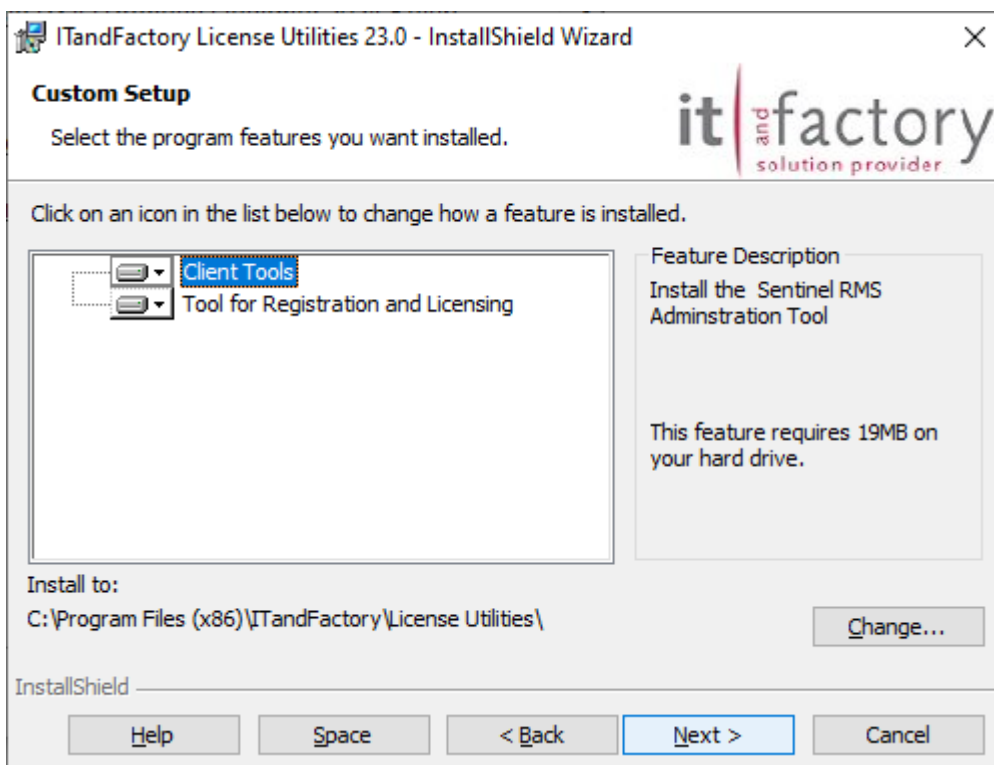 ITandFactory License Utilities 23.0 - InstallShield Wizard
Custom Setup
Select the program features you want installed.
it and factory
solution provider
Click on an icon in the list below to change how a feature is installed.
Client Tools
Tool for Registration and Licensing
Feature Description
Install the Sentinel RMS
Adminstration Tool
This feature requires 19MB on
your hard drive.
Install to:
C:\Program Files (x86)\ITandFactory\License Utilities\
Change...
InstallShield
Help
Space
< Back
Next >
Cancel